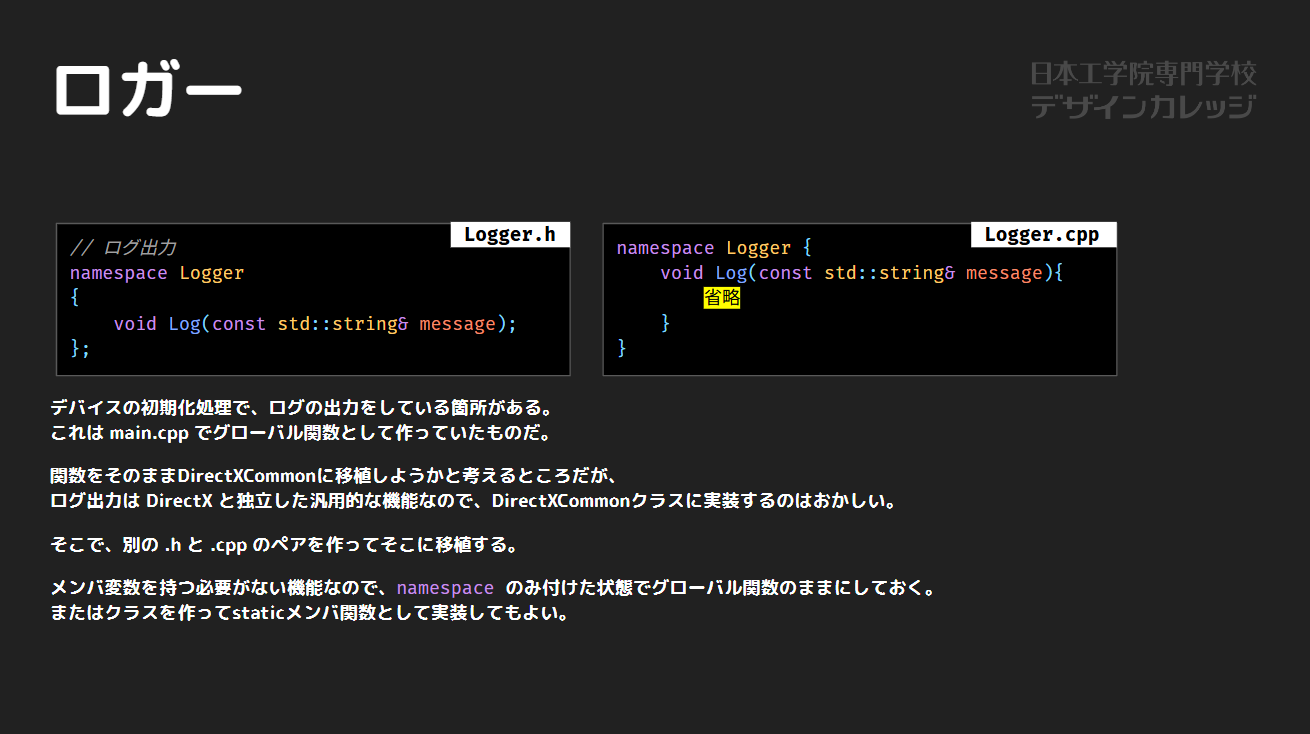 ロガー
日本工学院専門学校
デザインカレッジ
Logger.h
// ログ出力
namespace Logger
{
    void Log(const std::string& message);
};
Logger.cpp
namespace Logger {
    void Log(const std::string& message){
        省略
    }
}
デバイスの初期化処理で、ログの出力をしている箇所がある。
これは main.cpp でグローバル関数として作っていたものだ。
関数をそのままDirectXCommonに移植しようかと考えるところだが、
ログ出力は DirectX と独立した汎用的な機能なので、DirectXCommonクラスに実装するのはおかしい。
そこで、別の .h と .cpp のペアを作ってそこに移植する。
メンバ変数を持つ必要がない機能なので、namespace のみ付けた状態でグローバル関数のままにしておく。
またはクラスを作ってstaticメンバ関数として実装してもよい。